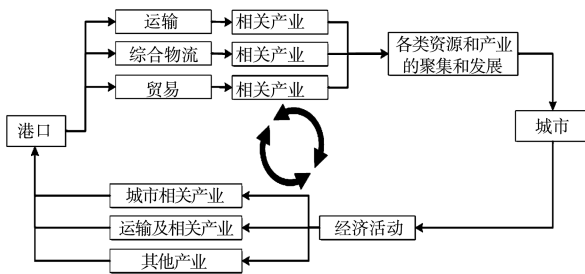 运输
相关产业
综合物流
相关产业
贸易
相关产业
各类资源和产业
的聚集和发展
港口
城市
城市相关产业
运输及相关产业
经济活动
其他产业